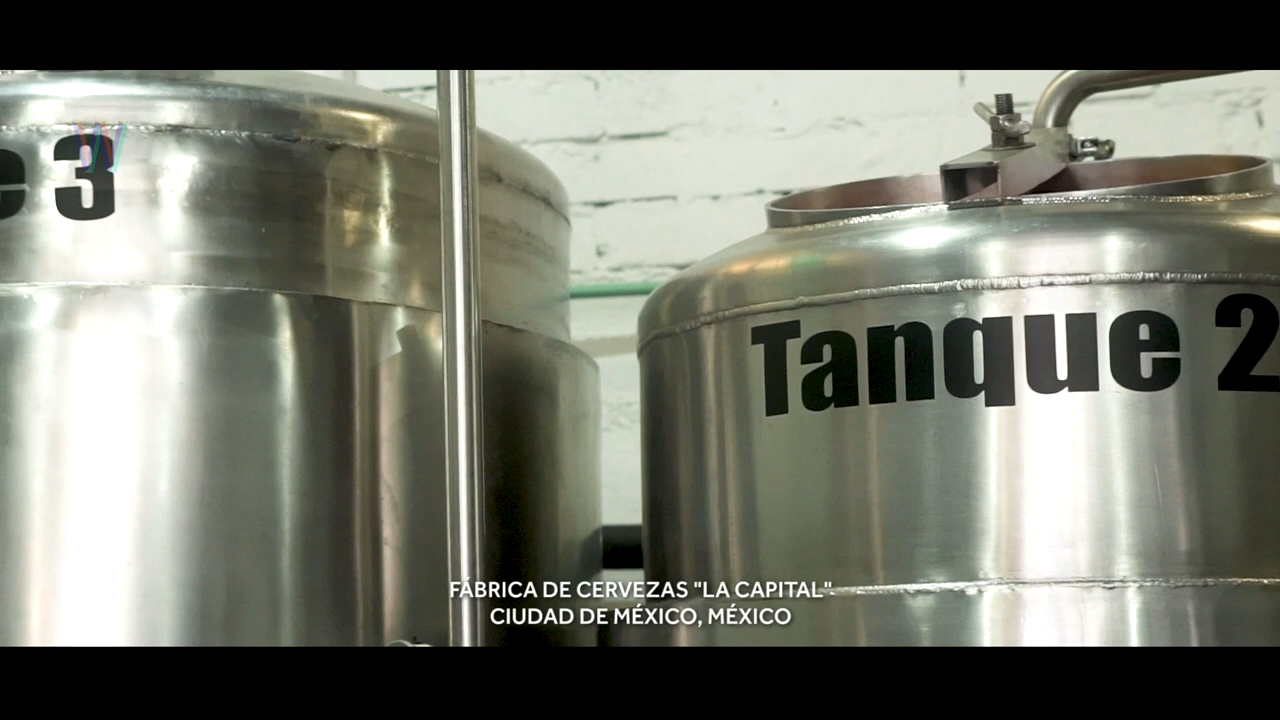 e 3
W
Tanque 2
FÁBRICA DE CERVEZAS "LA CAPITAL"-
CIUDAD DE MÉXICO, MÉXICO